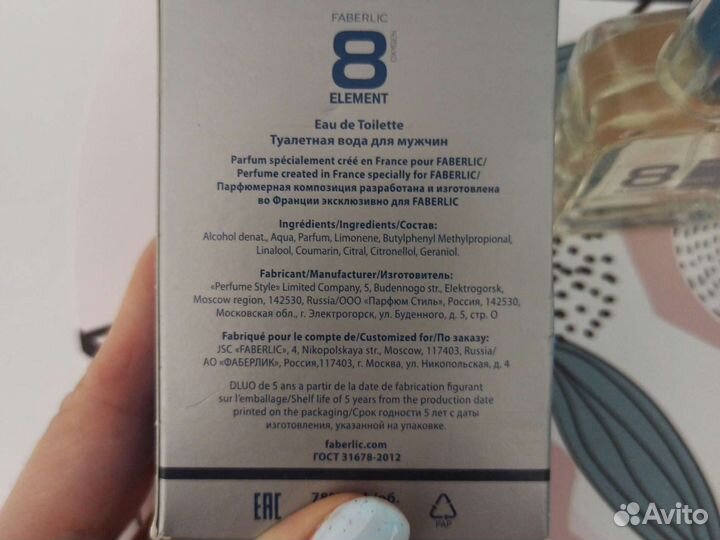 FABERLIC
8
OXYGEN
ELEMENT
Eau de Toilette
Туалетная вода для мужчин
Parfum spécialement créé en France pour FABERLIC/
Perfume created in France specially for FABERLIC/
Парфюмерная композиция разработана и изготовлена
во Франции эксклюзивно для FABERLIC
Ingrédients/Ingredients/Состав:
Alcohol denat., Aqua, Parfum, Limonene, Butylphenyl Methylpropional,
Linalool, Coumarin, Citral, Citronellol, Geraniol.
Fabricant/Manufacturer/Изготовитель:
«Perfume Style» Limited Company, 5, Budennogo str., Elektrogorsk,
Moscow region, 142530, Russia/ООО «Парфюм Стиль», Россия, 142530,
Московская обл., г. Электрогорск, ул. Буденного, д. 5, стр. О
Fabriqué pour le compte de/Customized for/По заказу:
JSC «FABERLIC», 4, Nikopolskaya str., Moscow, 117403, Russia/
АО «ФАБЕРЛИК», Россия,117403, г. Москва, ул. Никопольская, д. 4
DLUO de 5 ans a partir de la date de fabrication figurant
sur l'emballage/Shelf life of 5 years from the production date
printed on the packaging/Срок годности 5 лет с даты
изготовления, указанной на упаковке.
faberlic.com
ГОСТ 31678-2012
EAC
об.
PAP
8
Avito